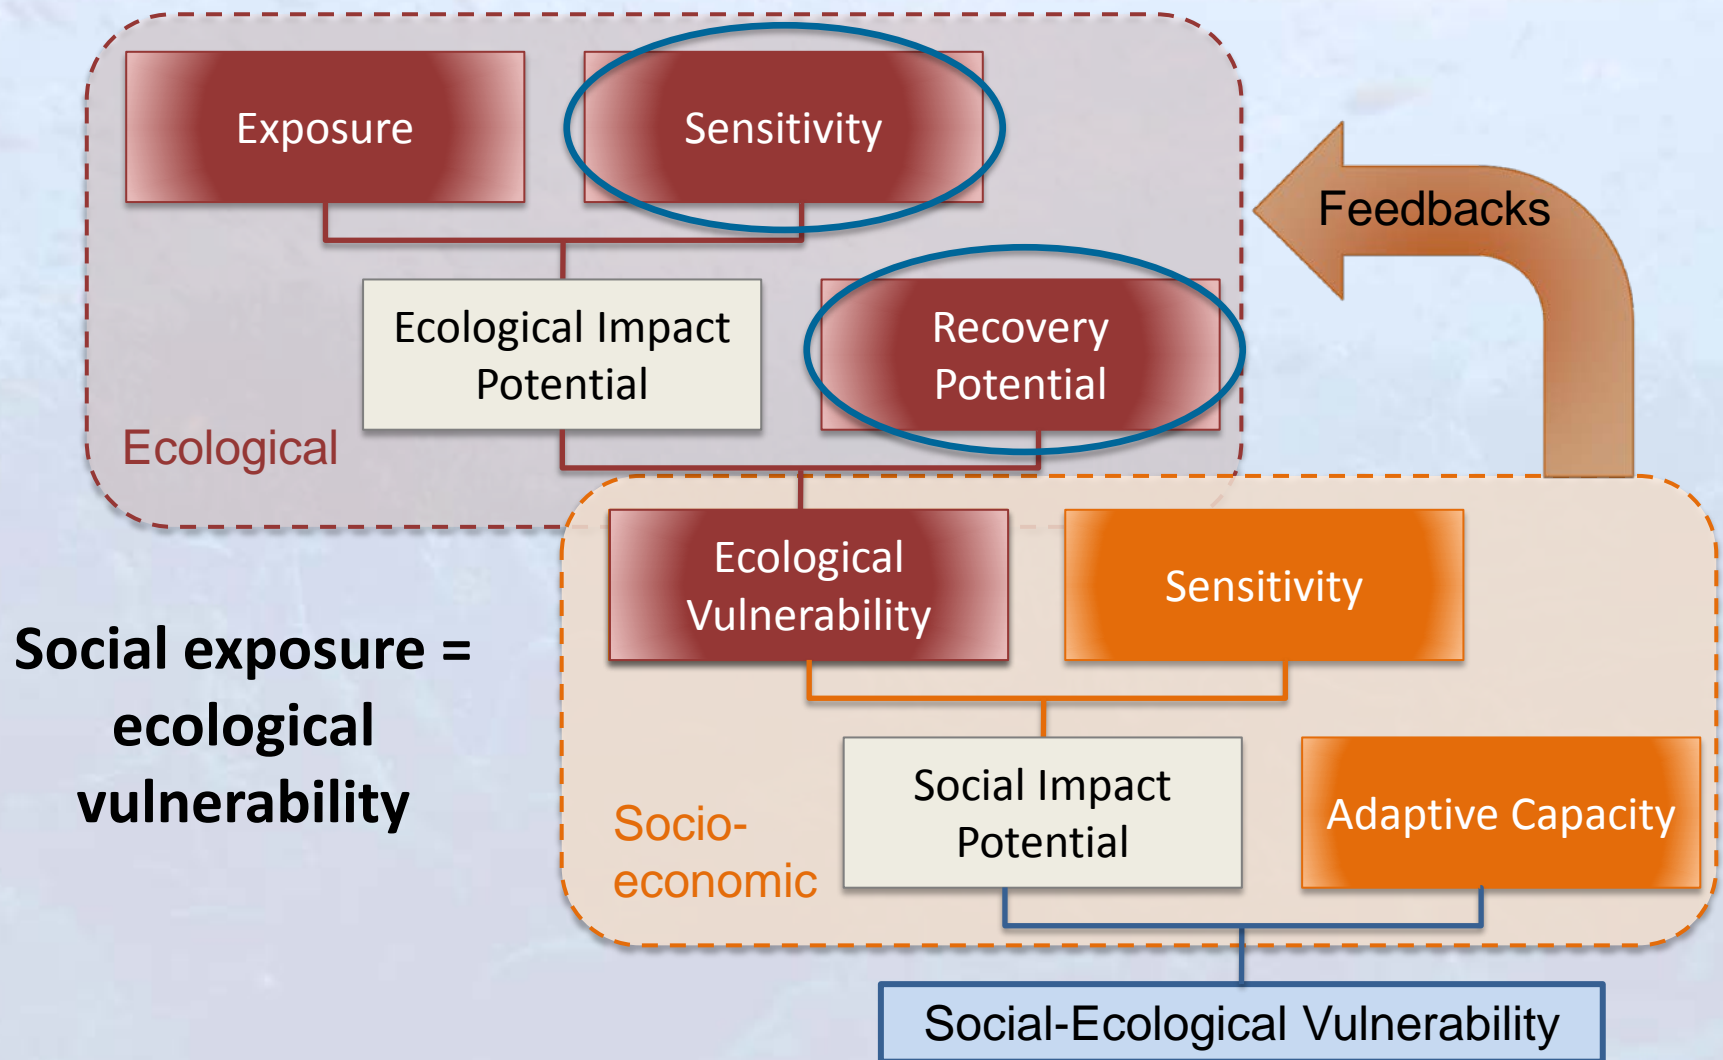 Exposure
Sensitivity
Feedbacks
Ecological Impact
Potential
Recovery
Potential
Ecological
Ecological
Vulnerability
Sensitivity
Social exposure =
ecological
vulnerability
Social Impact
Potential
Adaptive Capacity
Socio-
economic
Social-Ecological Vulnerability